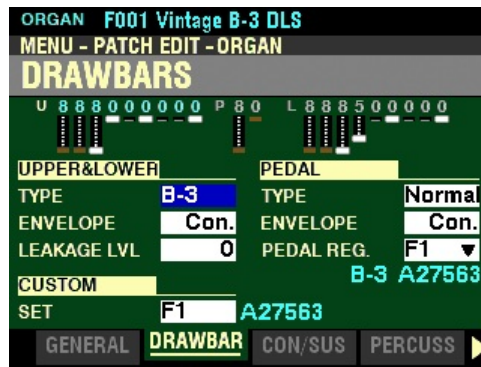 ORGAN F001 Vintage B-3 DLS
MENU - PATCH EDIT - ORGAN
DRAWBARS
U 888000000 P 80 L 888500000
UPPER&LOWER PEDAL
TYPE B-3 TYPE Normal
ENVELOPE Con. ENVELOPE Con.
LEAKAGE LVL 0 PEDAL REG. F1 ▼
B-3 A27563
CUSTOM
SET F1 A27563
GENERAL DRAWBAR CON/SUS PERCUSS